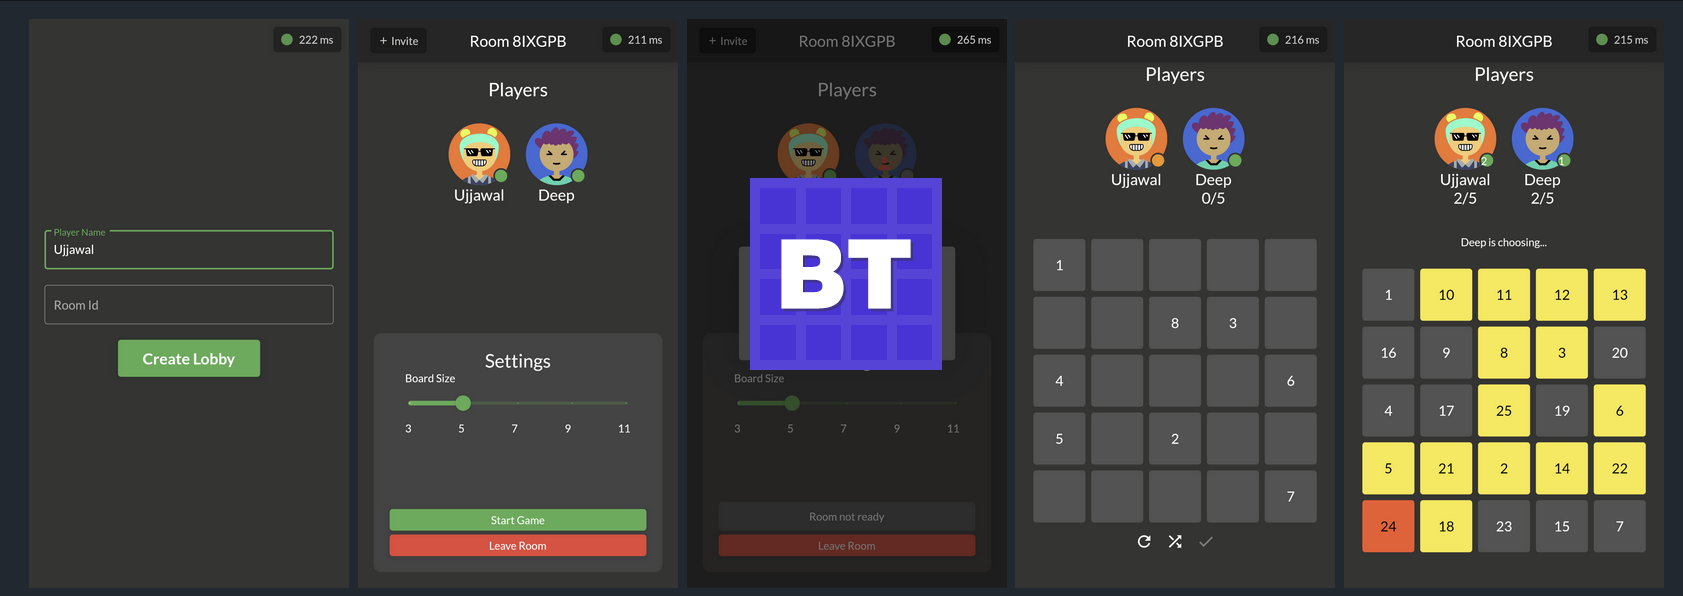 222 ms
Player Name
Ujjawal
Room Id
Create Lobby
+ Invite
Room 8IXGPB
211 ms
Players
Ujjawal
Deep
Settings
Board Size
3 5 7 9 11
Start Game
Leave Room
+ Invite
Room 8IXGPB
265 ms
Players
BT
Board Size
3 5 7 9 11
Room not ready
Leave Room
Room 8IXGPB
216 ms
Players
Ujjawal
Deep
0/5
1
8 3
4 6
5 2
7
Room 8IXGPB
215 ms
Players
2 1
Ujjawal Deep
2/5 2/5
Deep is choosing...
1 10 11 12 13
16 9 8 3 20
4 17 25 19 6
5 21 2 14 22
24 18 23 15 7